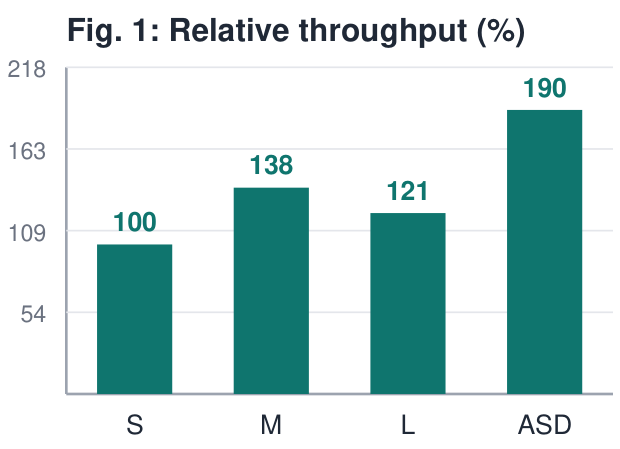 Fig. 1: Relative throughput (%)
218
163
109
54
100
138
121
190
S
M
L
ASD